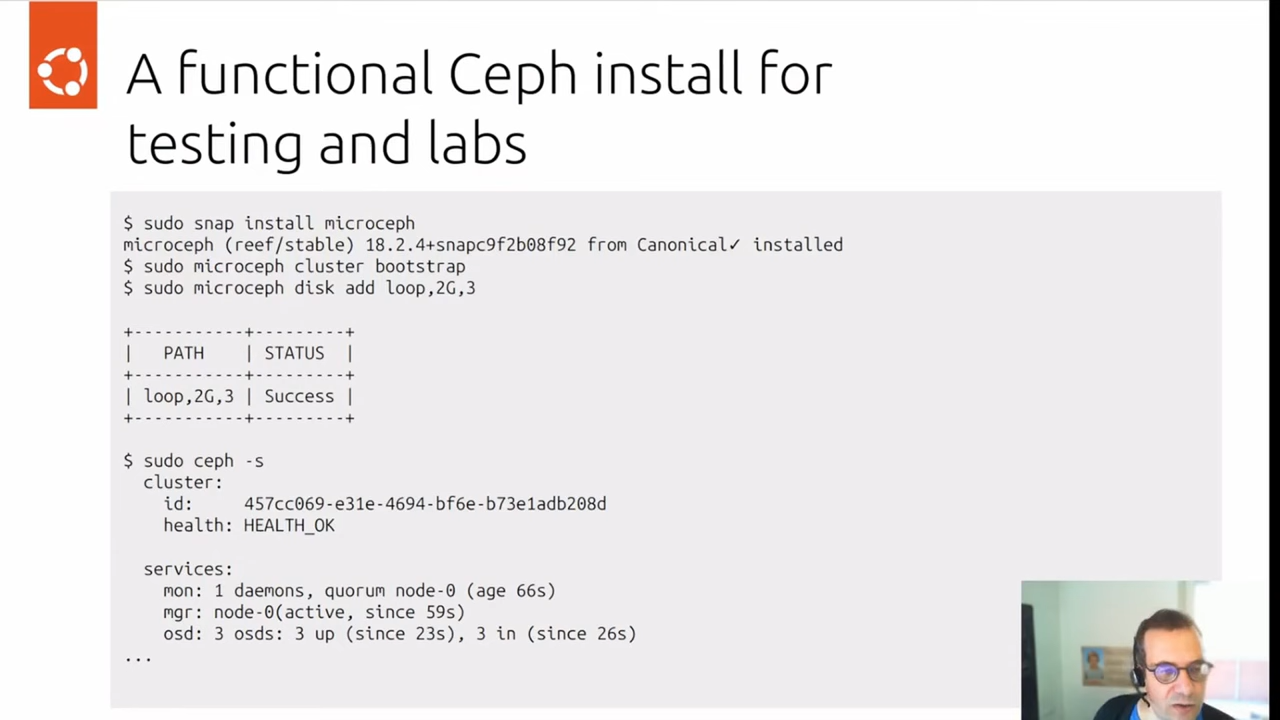 A functional Ceph install for
testing and labs
$ sudo snap install microceph
microceph (reef/stable) 18.2.4+snapc9f2b08f92 from Canonical✓ installed
$ sudo microceph cluster bootstrap
$ sudo microceph disk add loop,2G,3
+-----------+---------+
|   PATH    | STATUS  |
+-----------+---------+
| loop,2G,3 | Success |
+-----------+---------+
$ sudo ceph -s
  cluster:
    id:     457cc069-e31e-4694-bf6e-b73e1adb208d
    health: HEALTH_OK
  services:
    mon: 1 daemons, quorum node-0 (age 66s)
    mgr: node-0(active, since 59s)
    osd: 3 osds: 3 up (since 23s), 3 in (since 26s)
...